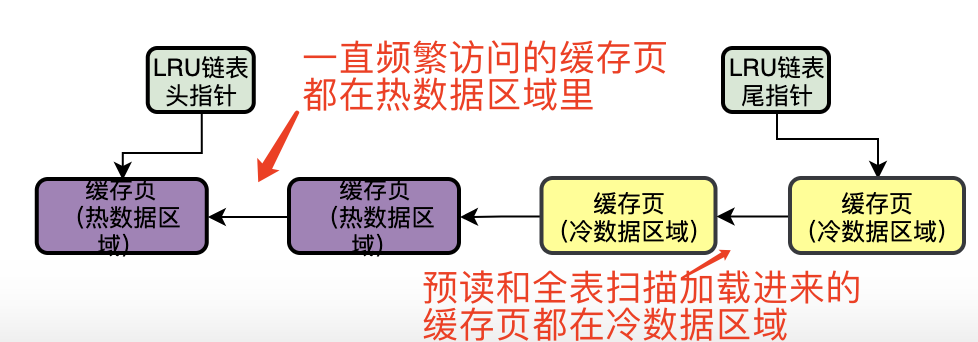 LRU链表
头指针
一直频繁访问的缓存页
都在热数据区域里
LRU链表
尾指针
缓存页
（热数据区
域）
缓存页
（热数据区
域）
缓存页
（冷数据区域）
缓存页
（冷数据区域）
预读和全表扫描加载进来的
缓存页都在冷数据区域